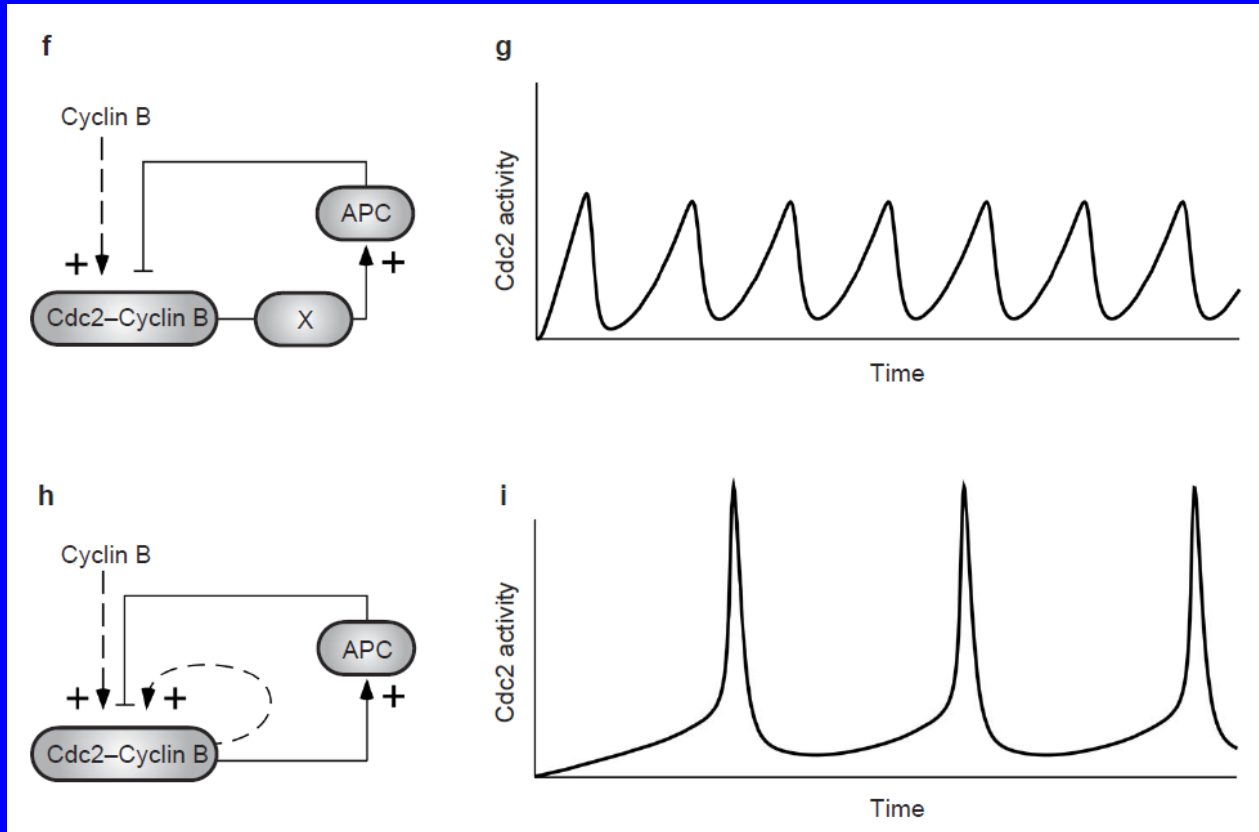 f
Cyclin B
+
APC
+
Cdc2–Cyclin B
X
g
Cdc2 activity
Time
h
Cyclin B
+
+
APC
+
Cdc2–Cyclin B
i
Cdc2 activity
Time